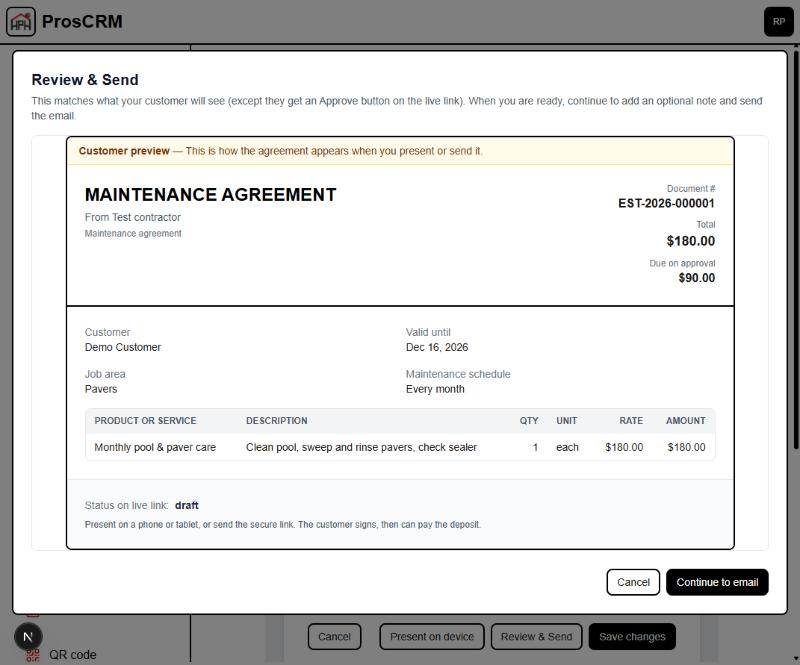 HPH
ProsCRM
RP
Review & Send
This matches what your customer will see (except they get an Approve button on the live link). When you are ready, continue to add an optional note and send
the email.
Customer preview — This is how the agreement appears when you present or send it.
MAINTENANCE AGREEMENT
From Test contractor
Maintenance agreement
Document #
EST-2026-000001
Total
$180.00
Due on approval
$90.00
Customer
Demo Customer
Valid until
Dec 16, 2026
Job area
Pavers
Maintenance schedule
Every month
PRODUCT OR SERVICE DESCRIPTION QTY UNIT RATE AMOUNT
Monthly pool & paver care Clean pool, sweep and rinse pavers, check sealer 1 each $180.00 $180.00
Status on live link: draft
Present on a phone or tablet, or send the secure link. The customer signs, then can pay the deposit.
Cancel Continue to email
N
QR code
Cancel Present on device Review & Send Save changes